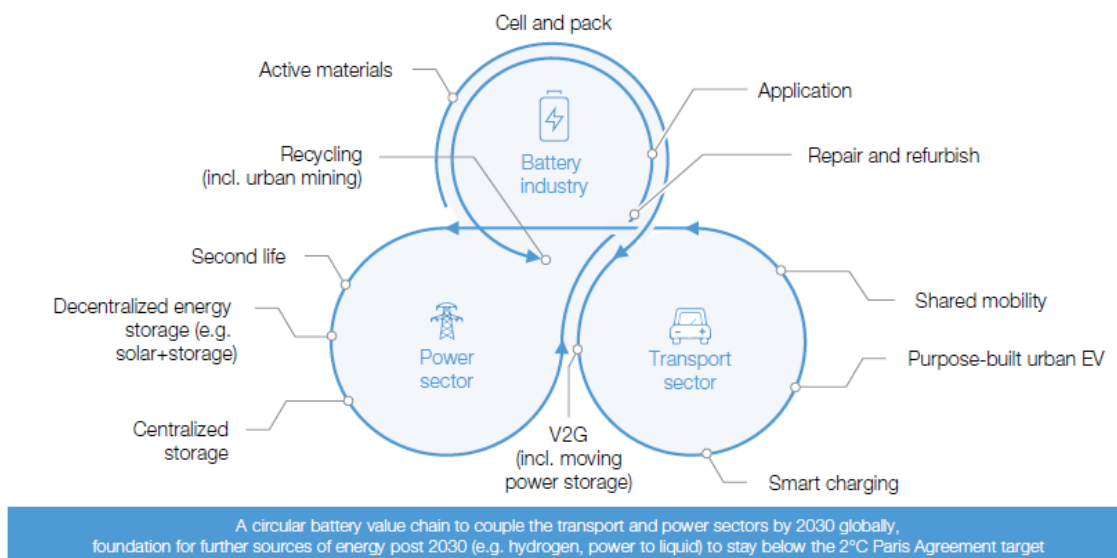 Cell and pack
Active materials
Application
Recycling
(incl. urban mining)
Battery
industry
Repair and refurbish
Second life
Decentralized energy
storage (e.g.
solar+storage)
Power
sector
Transport
sector
Shared mobility
Purpose-built urban EV
Centralized
storage
V2G
(incl. moving
power storage)
Smart charging
A circular battery value chain to couple the transport and power sectors by 2030 globally,
foundation for further sources of energy post 2030 (e.g. hydrogen, power to liquid) to stay below the 2°C Paris Agreement target